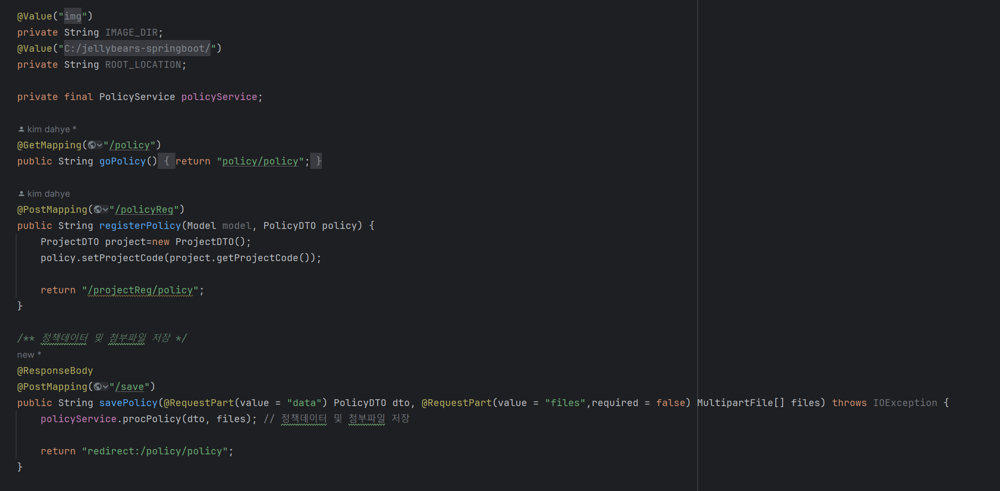 @Value("img")
private String IMAGE_DIR;
@Value("C:/jellybears-springboot/")
private String ROOT_LOCATION;
private final PolicyService policyService;
kim dahye *
@GetMapping("/policy")
public String goPolicy() { return "policy/policy"; }
kim dahye
@PostMapping("/policyReg")
public String registerPolicy(Model model, PolicyDTO policy) {
ProjectDTO project=new ProjectDTO();
policy.setProjectCode(project.getProjectCode());
return "/projectReg/policy";
}
/** 정책데이터 및 첨부파일 저장 */
new *
@ResponseBody
@PostMapping("/save")
public String savePolicy(@RequestPart(value = "data") PolicyDTO dto, @RequestPart(value = "files",required = false) MultipartFile[] files) throws IOException {
policyService.procPolicy(dto, files); // 정책데이터 및 첨부파일 저장
return "redirect:/policy/policy";
}